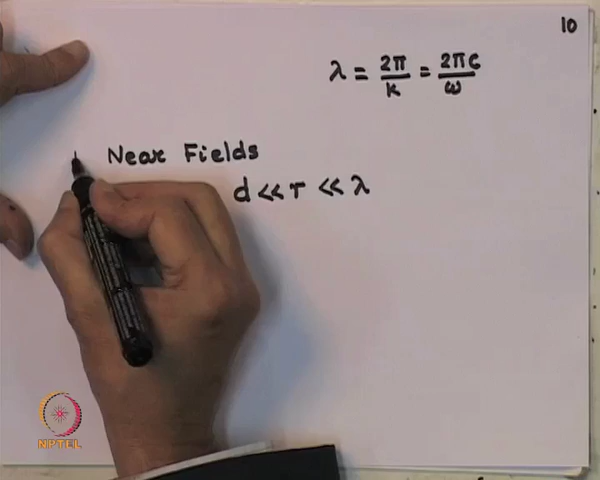 10
λ = 2π/k = 2πc/ω
Near Fields
d << r << λ
NPTEL